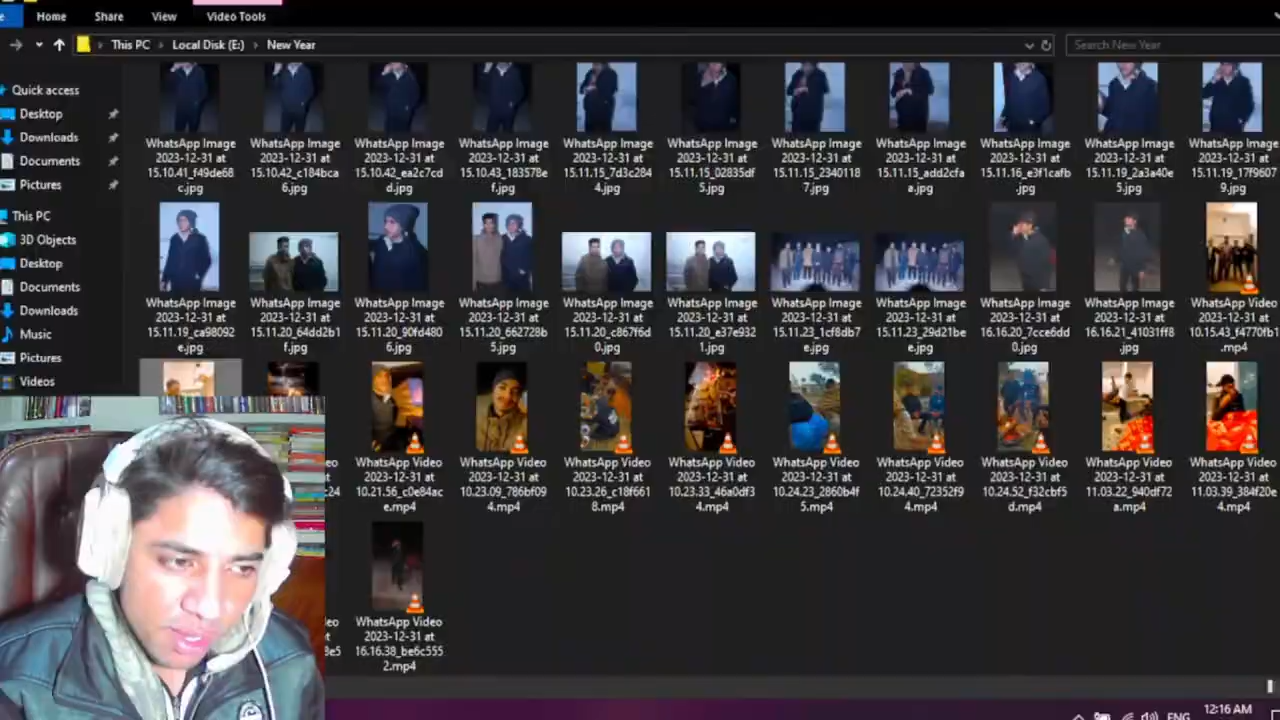 Home Share View Video Tools
This PC Local Disk (E:) New Year Search New Year
Quick access
Desktop
Downloads
Documents
Pictures
This PC
3D Objects
Desktop
Documents
Downloads
Music
Pictures
Videos
WhatsApp Image
2023-12-31 at
15.10.41_f49de68
c.jpg
WhatsApp Image
2023-12-31 at
15.10.42_c184bca
6.jpg
WhatsApp Image
2023-12-31 at
15.10.42_ea2c7cd
d.jpg
WhatsApp Image
2023-12-31 at
15.10.43_183578e
f.jpg
WhatsApp Image
2023-12-31 at
15.11.15_7d3c284
4.jpg
WhatsApp Image
2023-12-31 at
15.11.15_02835df
5.jpg
WhatsApp Image
2023-12-31 at
15.11.15_2340118
7.jpg
WhatsApp Image
2023-12-31 at
15.11.15_add2cfa
a.jpg
WhatsApp Image
2023-12-31 at
15.11.16_e3f1cafb
.jpg
WhatsApp Image
2023-12-31 at
15.11.19_2a3a40e
5.jpg
WhatsApp Image
2023-12-31 at
15.11.19_17f9607
9.jpg
WhatsApp Image
2023-12-31 at
15.11.19_ca98092
e.jpg
WhatsApp Image
2023-12-31 at
15.11.20_64dd2b1
f.jpg
WhatsApp Image
2023-12-31 at
15.11.20_90fd480
6.jpg
WhatsApp Image
2023-12-31 at
15.11.20_662728b
5.jpg
WhatsApp Image
2023-12-31 at
15.11.20_c867f6d
0.jpg
WhatsApp Image
2023-12-31 at
15.11.20_e37e932
1.jpg
WhatsApp Image
2023-12-31 at
15.11.23_1cf8db7
e.jpg
WhatsApp Image
2023-12-31 at
15.11.23_29d21be
e.jpg
WhatsApp Image
2023-12-31 at
16.16.20_7cce6dd
0.jpg
WhatsApp Image
2023-12-31 at
16.16.21_41031ff8
.jpg
WhatsApp Video
2023-12-31 at
10.15.43_f4770fb1
.mp4
WhatsApp Video
2023-12-31 at
10.21.56_c0e84ac
e.mp4
WhatsApp Video
2023-12-31 at
10.23.09_786bf09
4.mp4
WhatsApp Video
2023-12-31 at
10.23.26_c18f661
8.mp4
WhatsApp Video
2023-12-31 at
10.23.33_46a0df3
4.mp4
WhatsApp Video
2023-12-31 at
10.24.23_2860b4f
5.mp4
WhatsApp Video
2023-12-31 at
10.24.40_72352f9
4.mp4
WhatsApp Video
2023-12-31 at
10.24.52_f32cbf5
d.mp4
WhatsApp Video
2023-12-31 at
11.03.22_940df72
a.mp4
WhatsApp Video
2023-12-31 at
11.03.39_384f20e
4.mp4
WhatsApp Video
2023-12-31 at
16.16.38_be6c555
2.mp4
ENG 12:16 AM